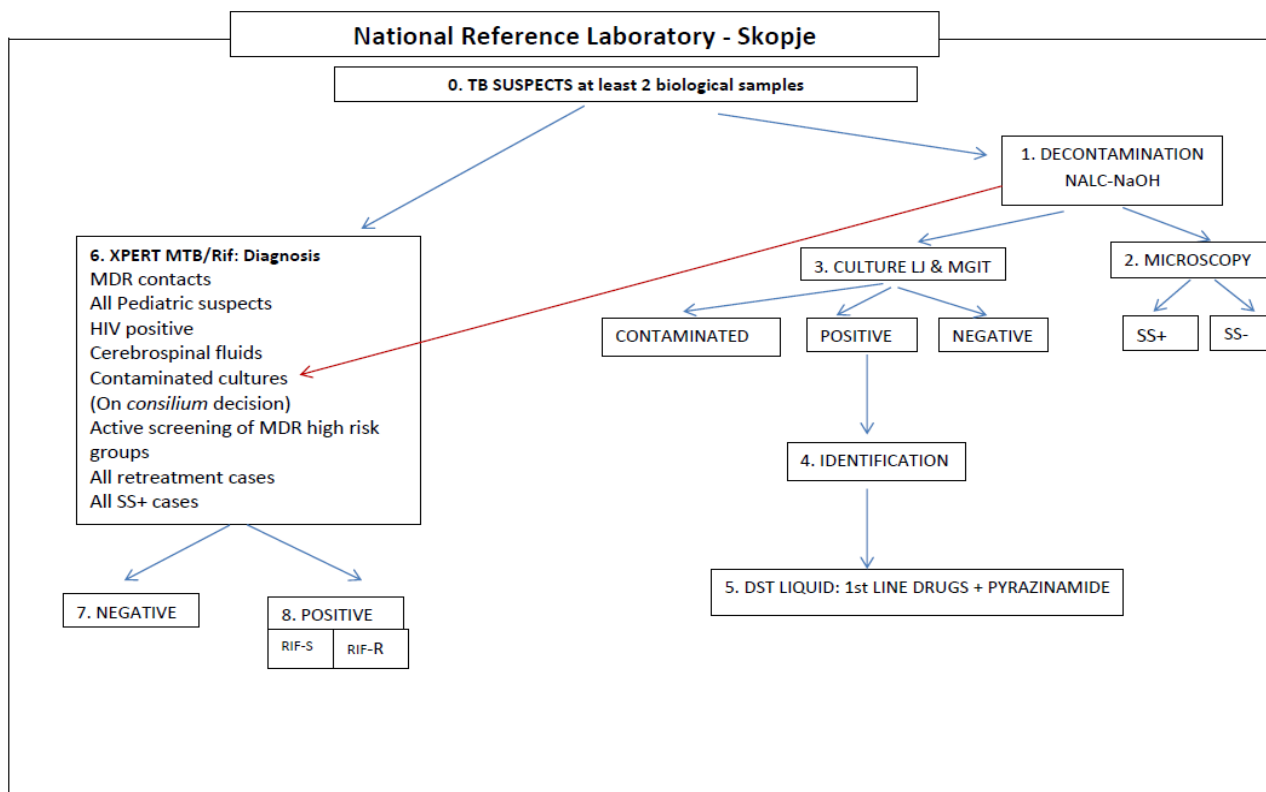 National Reference Laboratory - Skopje
0. TB SUSPECTS at least 2 biological samples
1. DECONTAMINATION
NALC-NaOH
6. XPERT MTB/Rif: Diagnosis
MDR contacts
All Pediatric suspects
HIV positive
Cerebrospinal fluids
Contaminated cultures
(On consilium decision)
Active screening of MDR high risk
groups
All retreatment cases
All SS+ cases
3. CULTURE LJ & MGIT
2. MICROSCOPY
CONTAMINATED
POSITIVE
NEGATIVE
SS+
SS-
4. IDENTIFICATION
5. DST LIQUID: 1st LINE DRUGS + PYRAZINAMIDE
7. NEGATIVE
8. POSITIVE
RIF-S
RIF-R